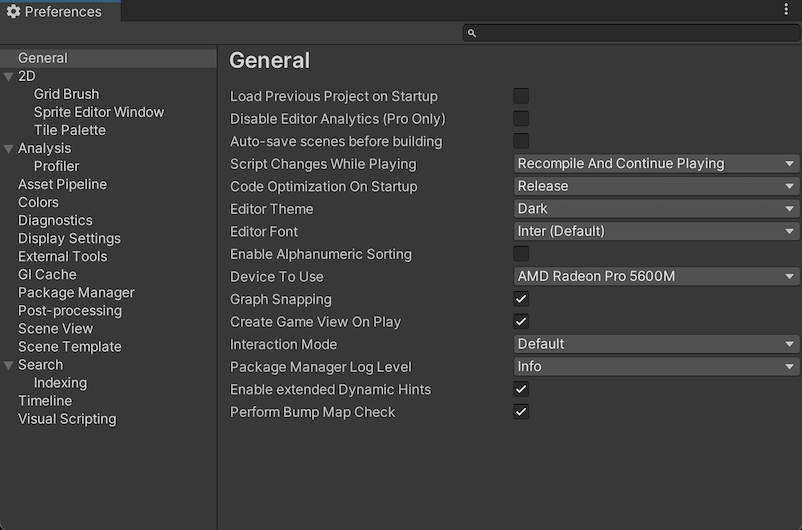 Preferences
General
2D
Grid Brush
Sprite Editor Window
Tile Palette
Analysis
Profiler
Asset Pipeline
Colors
Diagnostics
Display Settings
External Tools
GI Cache
Package Manager
Post-processing
Scene View
Scene Template
Search
Indexing
Timeline
Visual Scripting
General
Load Previous Project on Startup
Disable Editor Analytics (Pro Only)
Auto-save scenes before building
Script Changes While Playing Recompile And Continue Playing
Code Optimization On Startup Release
Editor Theme Dark
Editor Font Inter (Default)
Enable Alphanumeric Sorting
Device To Use AMD Radeon Pro 5600M
Graph Snapping
Create Game View On Play
Interaction Mode Default
Package Manager Log Level Info
Enable extended Dynamic Hints
Perform Bump Map Check